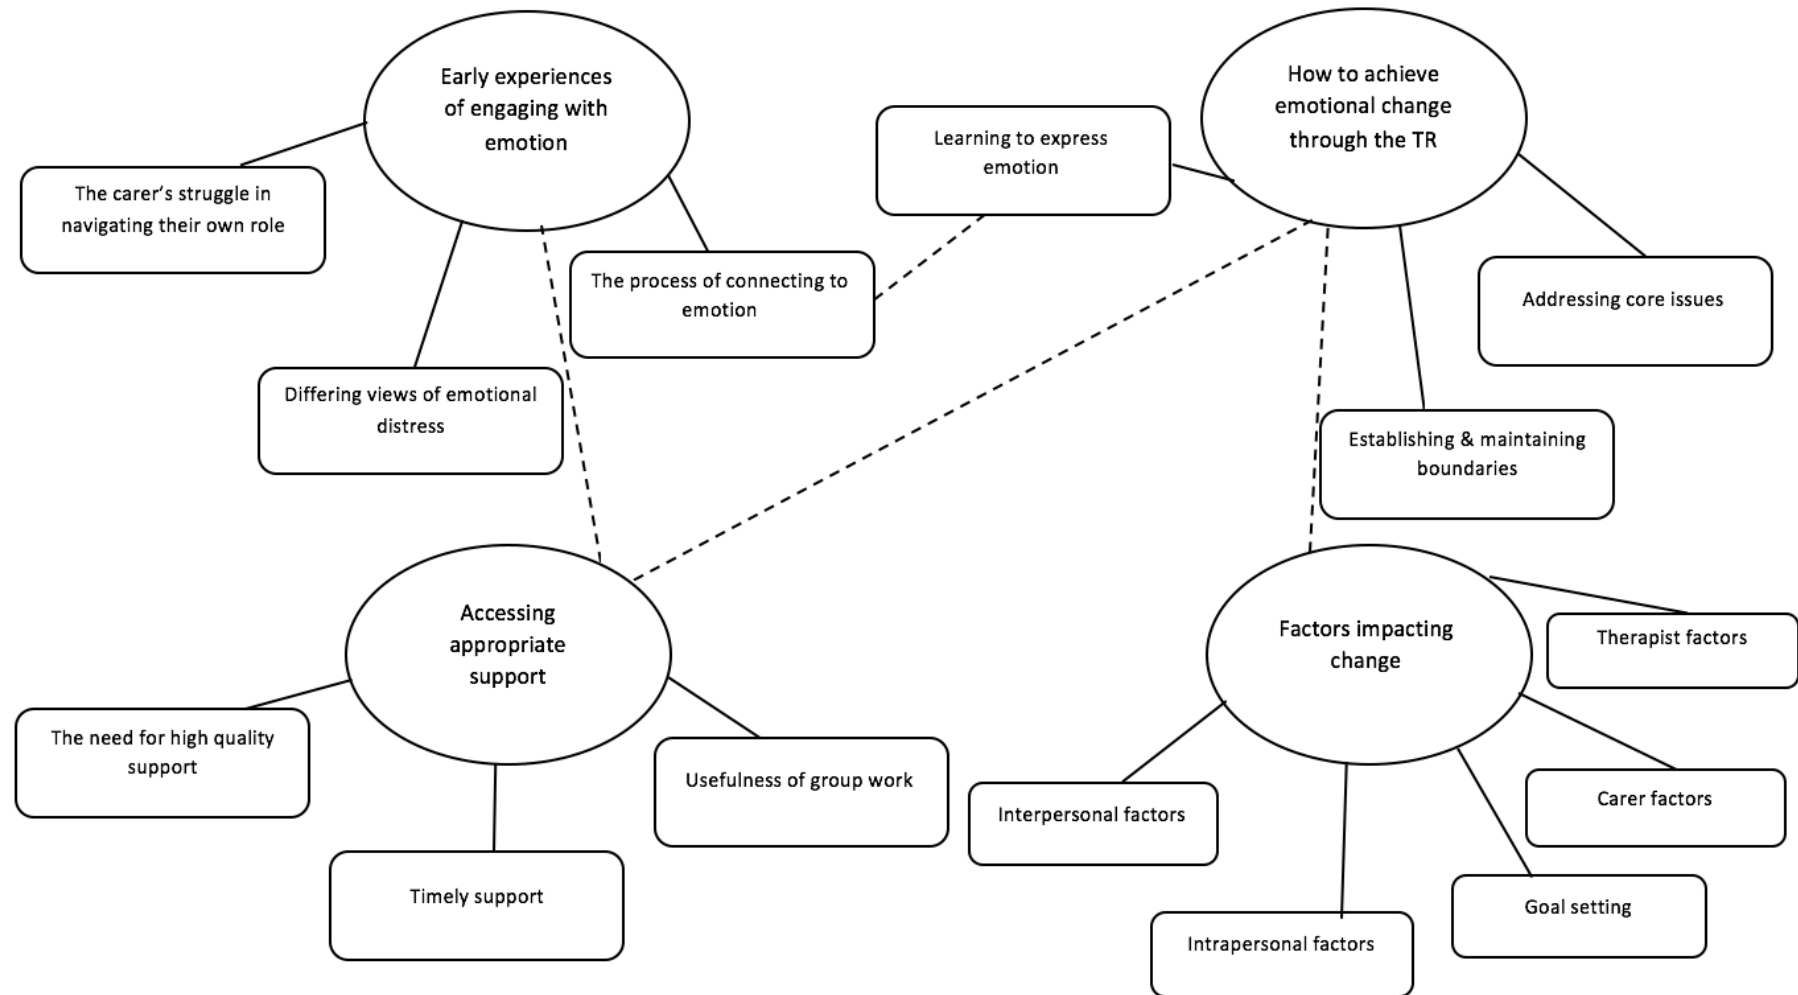 Early experiences
of engaging with
emotion
How to achieve
emotional change
through the TR
Learning to express
emotion
The carer’s struggle in
navigating their own role
The process of connecting to
emotion
Addressing core issues
Differing views of emotional
distress
Establishing & maintaining
boundaries
Accessing
appropriate
support
Factors impacting
change
Therapist factors
The need for high quality
support
Usefulness of group work
Timely support
Interpersonal factors
Carer factors
Goal setting
Intrapersonal factors